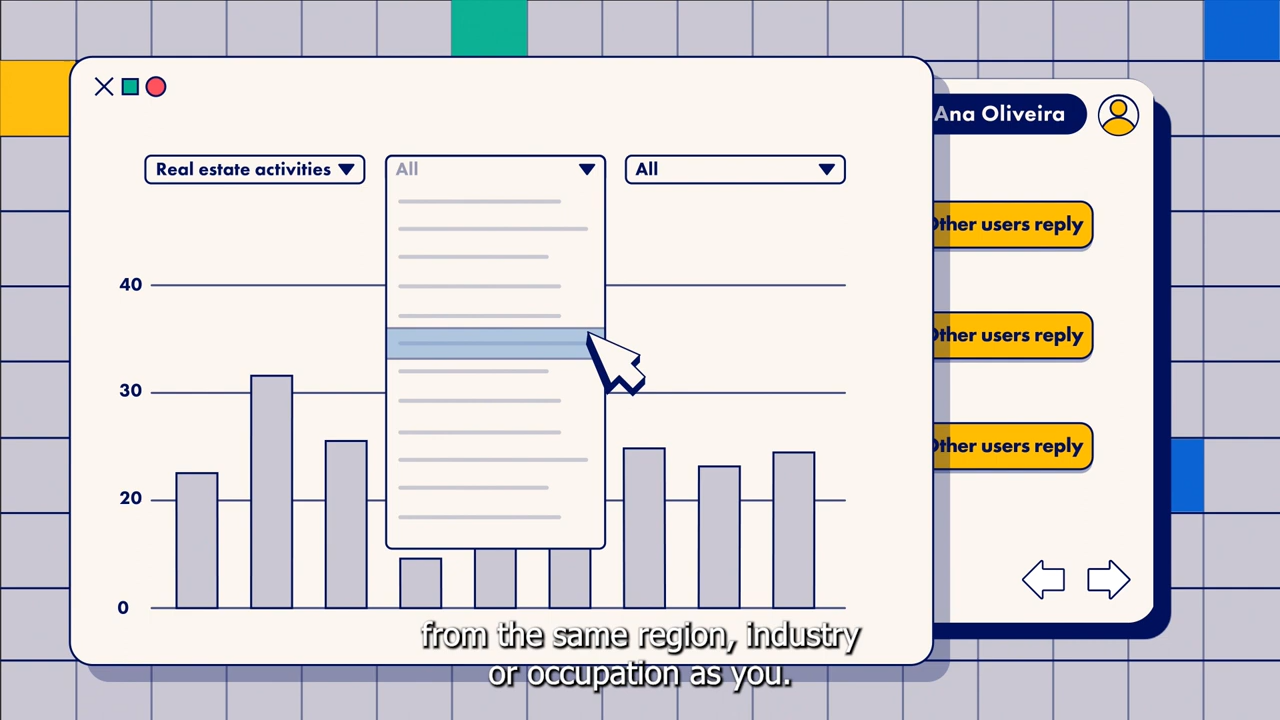 Ana Oliveira
Real estate activities
All
All
Other users reply
Other users reply
Other users reply
40
30
20
0
from the same region, industry
or occupation as you.